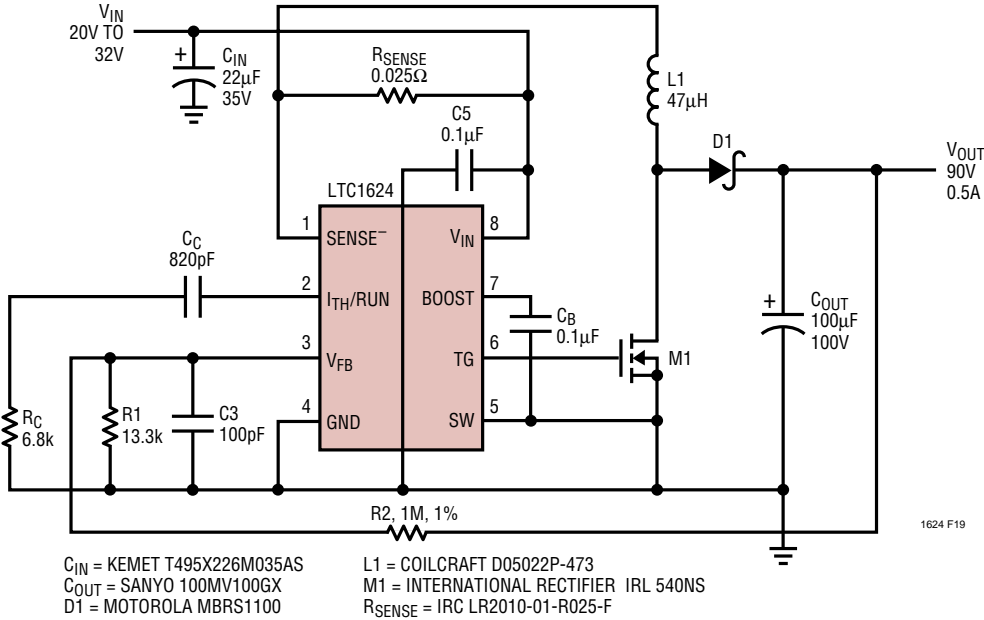 VIN
20V TO
32V
+
CIN
22µF
35V
RSENSE
0.025Ω
C5
0.1µF
L1
47µH
D1
VOUT
90V
0.5A
LTC1624
1
SENSE–
8
VIN
CC
820pF
2
ITH/RUN
7
BOOST
CB
0.1µF
3
VFB
6
TG
M1
+
COUT
100µF
100V
4
GND
5
SW
RC
6.8k
R1
13.3k
C3
100pF
R2, 1M, 1%
1624 F19
CIN = KEMET T495X226M035AS
COUT = SANYO 100MV100GX
D1 = MOTOROLA MBRS1100
L1 = COILCRAFT D05022P-473
M1 = INTERNATIONAL RECTIFIER IRL 540NS
RSENSE = IRC LR2010-01-R025-F